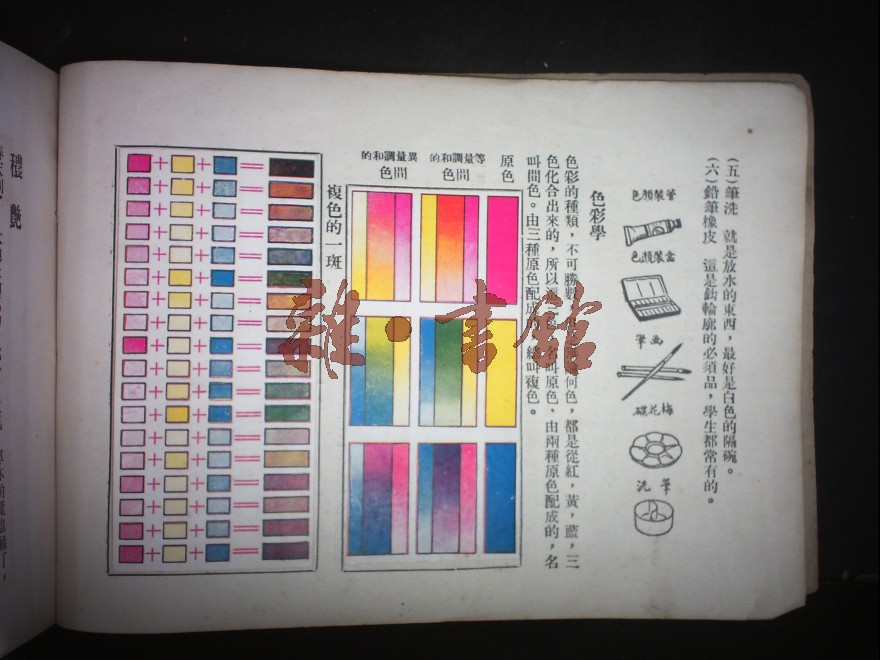 (五)筆洗 就是放水的東西,最好是白色的隔碗。
(六)鉛筆橡皮 這是鈎輪廓的必須品,學生都常有的。
管裝顏色
盒裝顏色
画筆
梅花碟
筆洗
色彩學
色彩的種類,不可勝數 何色,都是從紅,黃,藍,三
色化合出來的,所以 叫原色、由兩種原色配成的,名
叫間色。由三種原色配成 叫複色。
原色
等量調和的
間色
異量調和的
間色
複色的一斑
穠艷
雜·書館